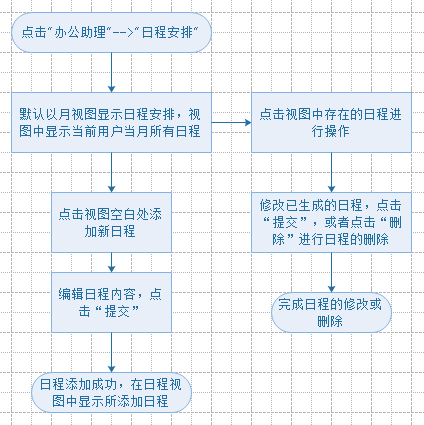 点击“办公助理”-->“日程安排”
默认以月视图显示日程安排，视
图中显示当前用户当月所有日程
点击视图中存在的日程进
行操作
点击视图空白处添
加新日程
修改已生成的日程，点击
“提交”，或者点击“删
除”进行日程的删除
编辑日程内容，点
击“提交”
完成日程的修改或
删除
日程添加成功，在日程视
图中显示所添加日程